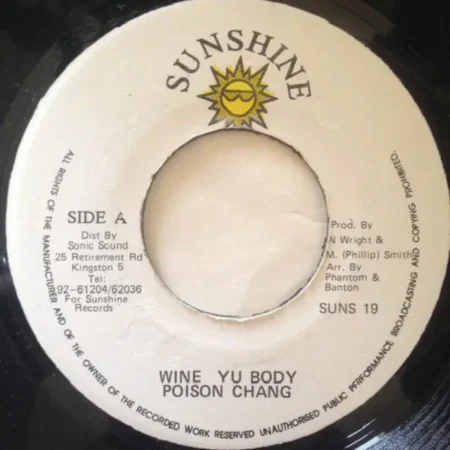 SUNSHINE
SIDE A
Dist By
Sonic Sound
25 Retirement Rd
Kingston 5
Tel:
92-61204/62036
For Sunshine
Records
Prod. By
N Wright &
M. (Phillip) Smith
Arr. By
Phantom &
Banton
SUNS 19
WINE YU BODY
POISON CHANG
ALL RIGHTS OF THE MANUFACTURER AND OF THE OWNER OF THE RECORDED WORK RESERVED UNAUTHORISED PUBLIC PERFORMANCE BROADCASTING AND COPYING PROHIBITED.